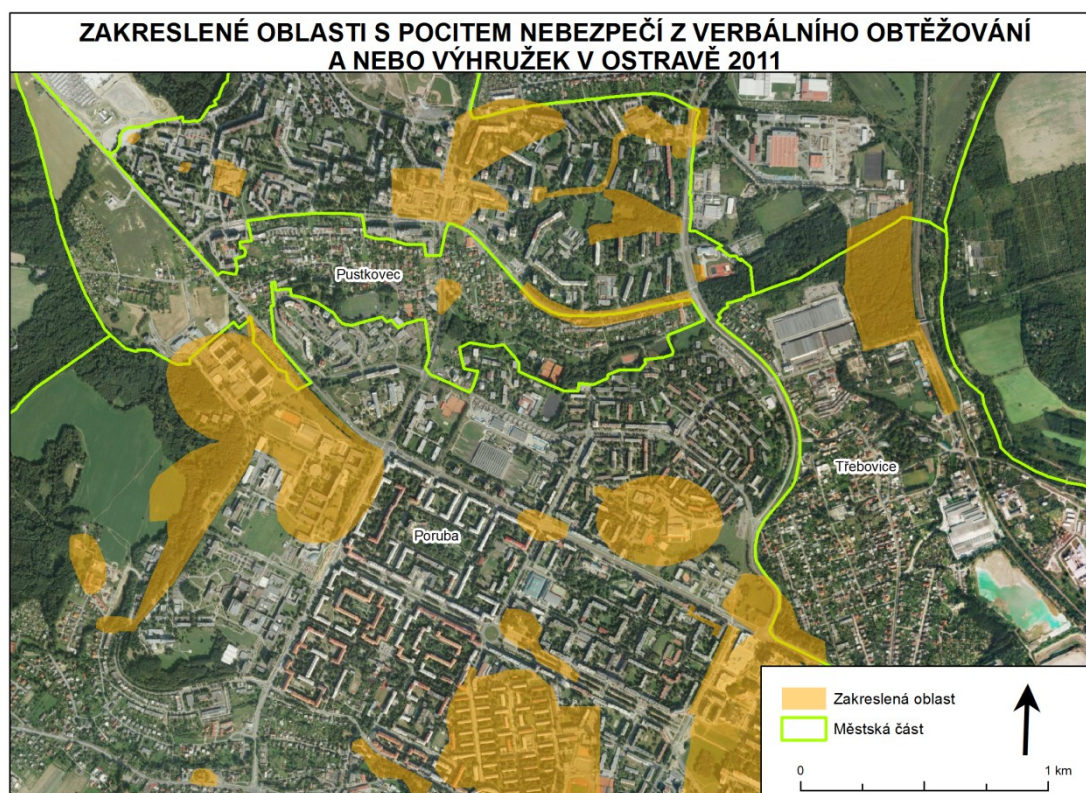 ZAKRESLENÉ OBLASTI S POCITEM NEBEZPEČÍ Z VERBÁLNÍHO OBTĚŽOVÁNÍ
A NEBO VÝHRUŽEK V OSTRAVĚ 2011
Pustkovec
Třebovice
Poruba
Zakreslená oblast
Městská část
0
1 km